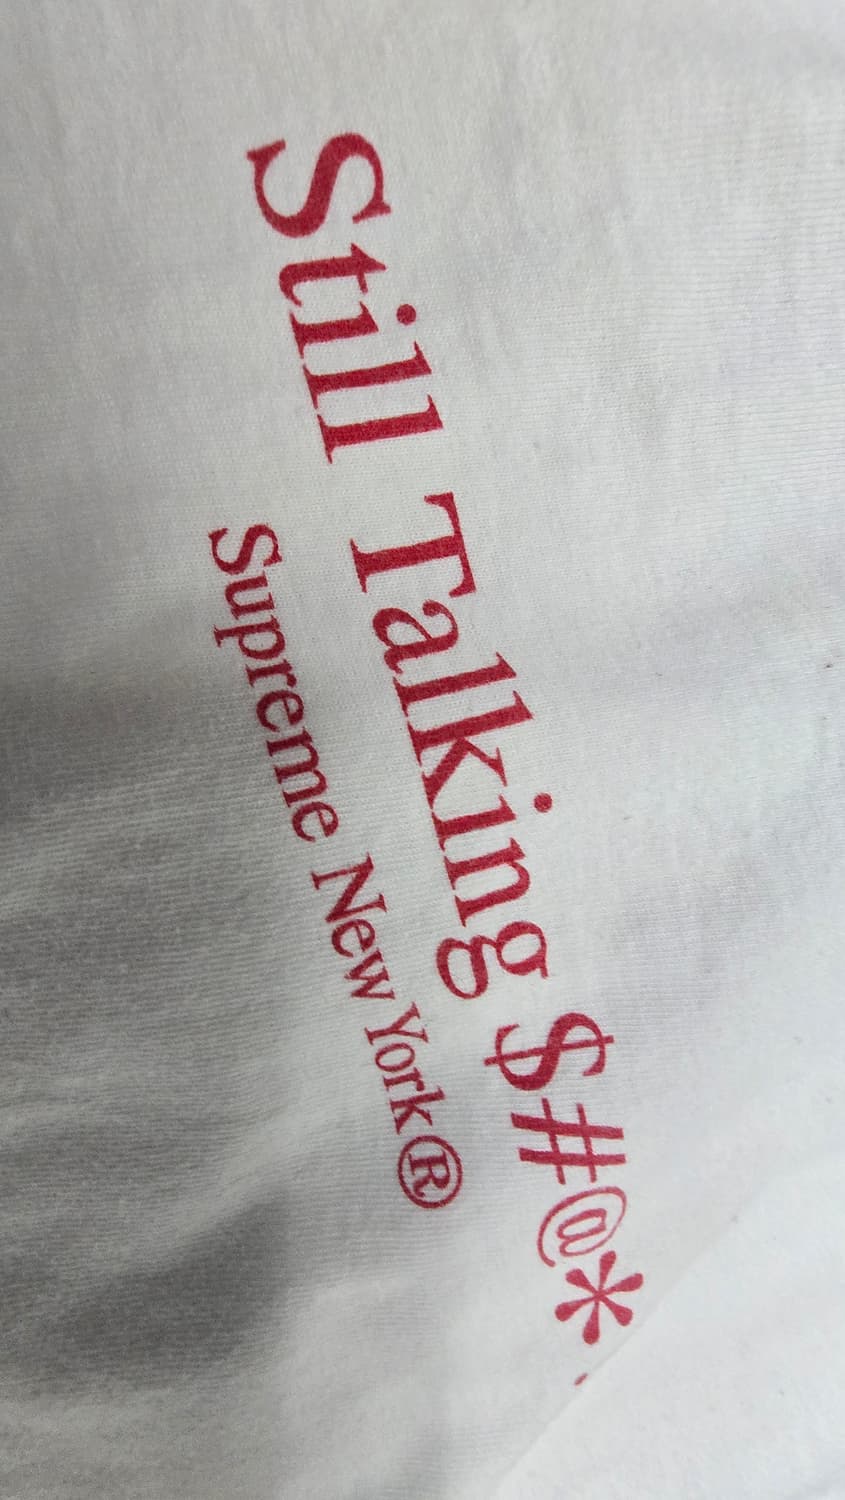 Still Talking $#@*
Supreme New York®